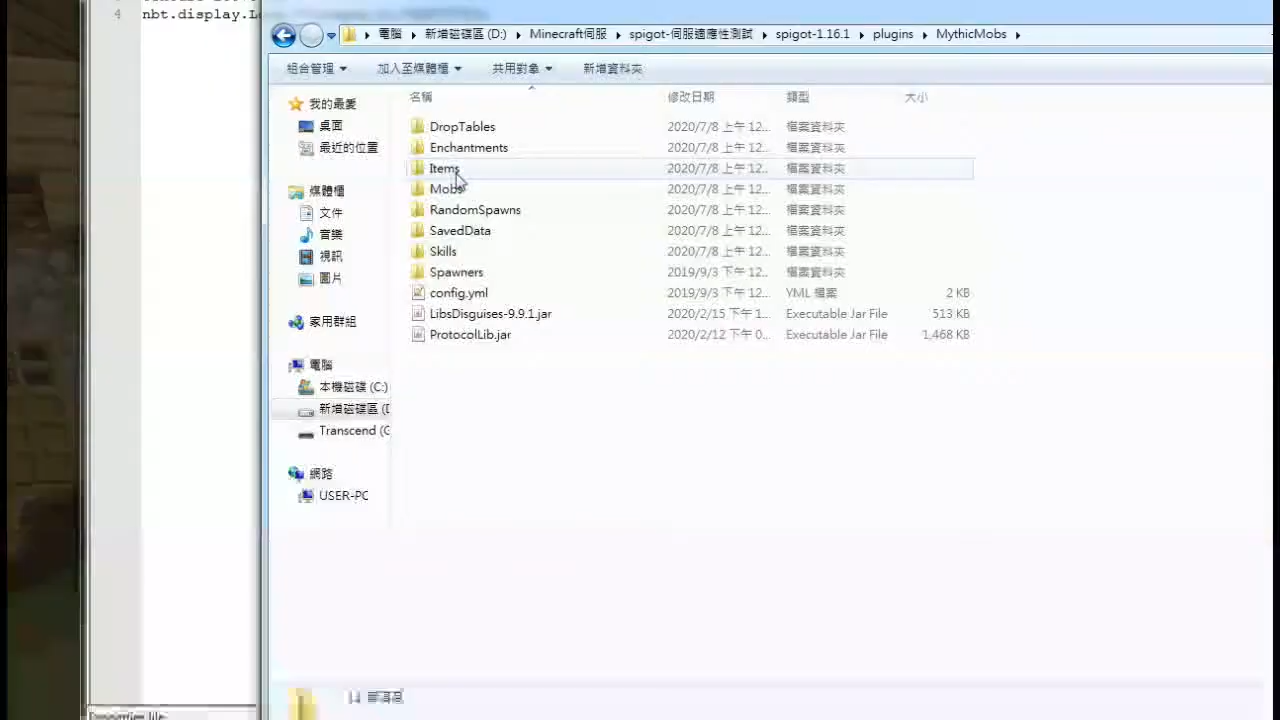 4 nbt.display.L
電腦 新增磁碟區 (D:) Minecraft伺服 spigot-伺服適應性測試 spigot-1.16.1 plugins MythicMobs
組合管理 加入至媒體櫃 共用對象 新增資料夾
名稱 修改日期 類型 大小
我的最愛
桌面
最近的位置
媒體櫃
文件
音樂
視訊
圖片
家用群組
電腦
本機磁碟 (C:)
新增磁碟區 (D
Transcend (G
網路
USER-PC
DropTables 2020/7/8 上午 12... 檔案資料夾
Enchantments 2020/7/8 上午 12... 檔案資料夾
Items 2020/7/8 上午 12... 檔案資料夾
Mobs 2020/7/8 上午 12... 檔案資料夾
RandomSpawns 2020/7/8 上午 12... 檔案資料夾
SavedData 2020/7/8 上午 12... 檔案資料夾
Skills 2020/7/8 上午 12... 檔案資料夾
Spawners 2019/9/3 下午 12... 檔案資料夾
config.yml 2019/9/3 下午 12... YML 檔案 2 KB
LibsDisguises-9.9.1.jar 2020/2/15 下午 1... Executable Jar File 513 KB
ProtocolLib.jar 2020/2/12 下午 0... Executable Jar File 1,468 KB